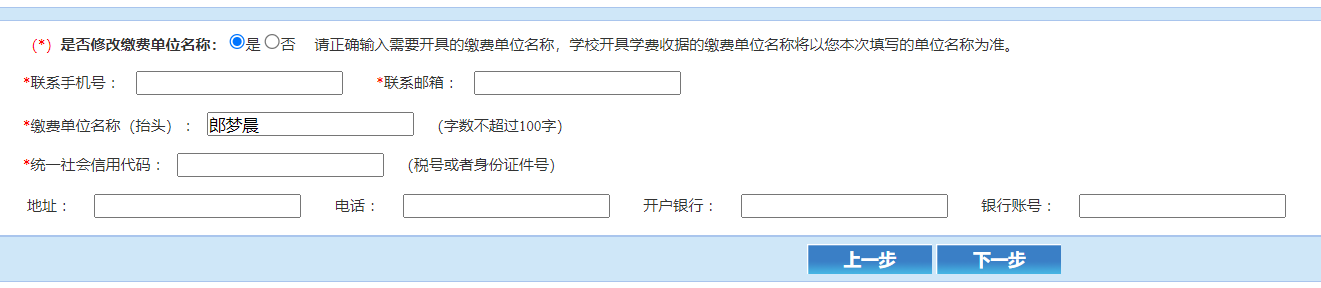 (*) 是否修改缴费单位名称： 是 否 请正确输入需要开具的缴费单位名称，学校开具学费收据的缴费单位名称将以您本次填写的单位名称为准。
*联系手机号： *联系邮箱：
*缴费单位名称（抬头）： 郎梦晨 （字数不超过100字）
*统一社会信用代码： （税号或者身份证件号）
地址： 电话： 开户银行： 银行账号：
上一步 下一步